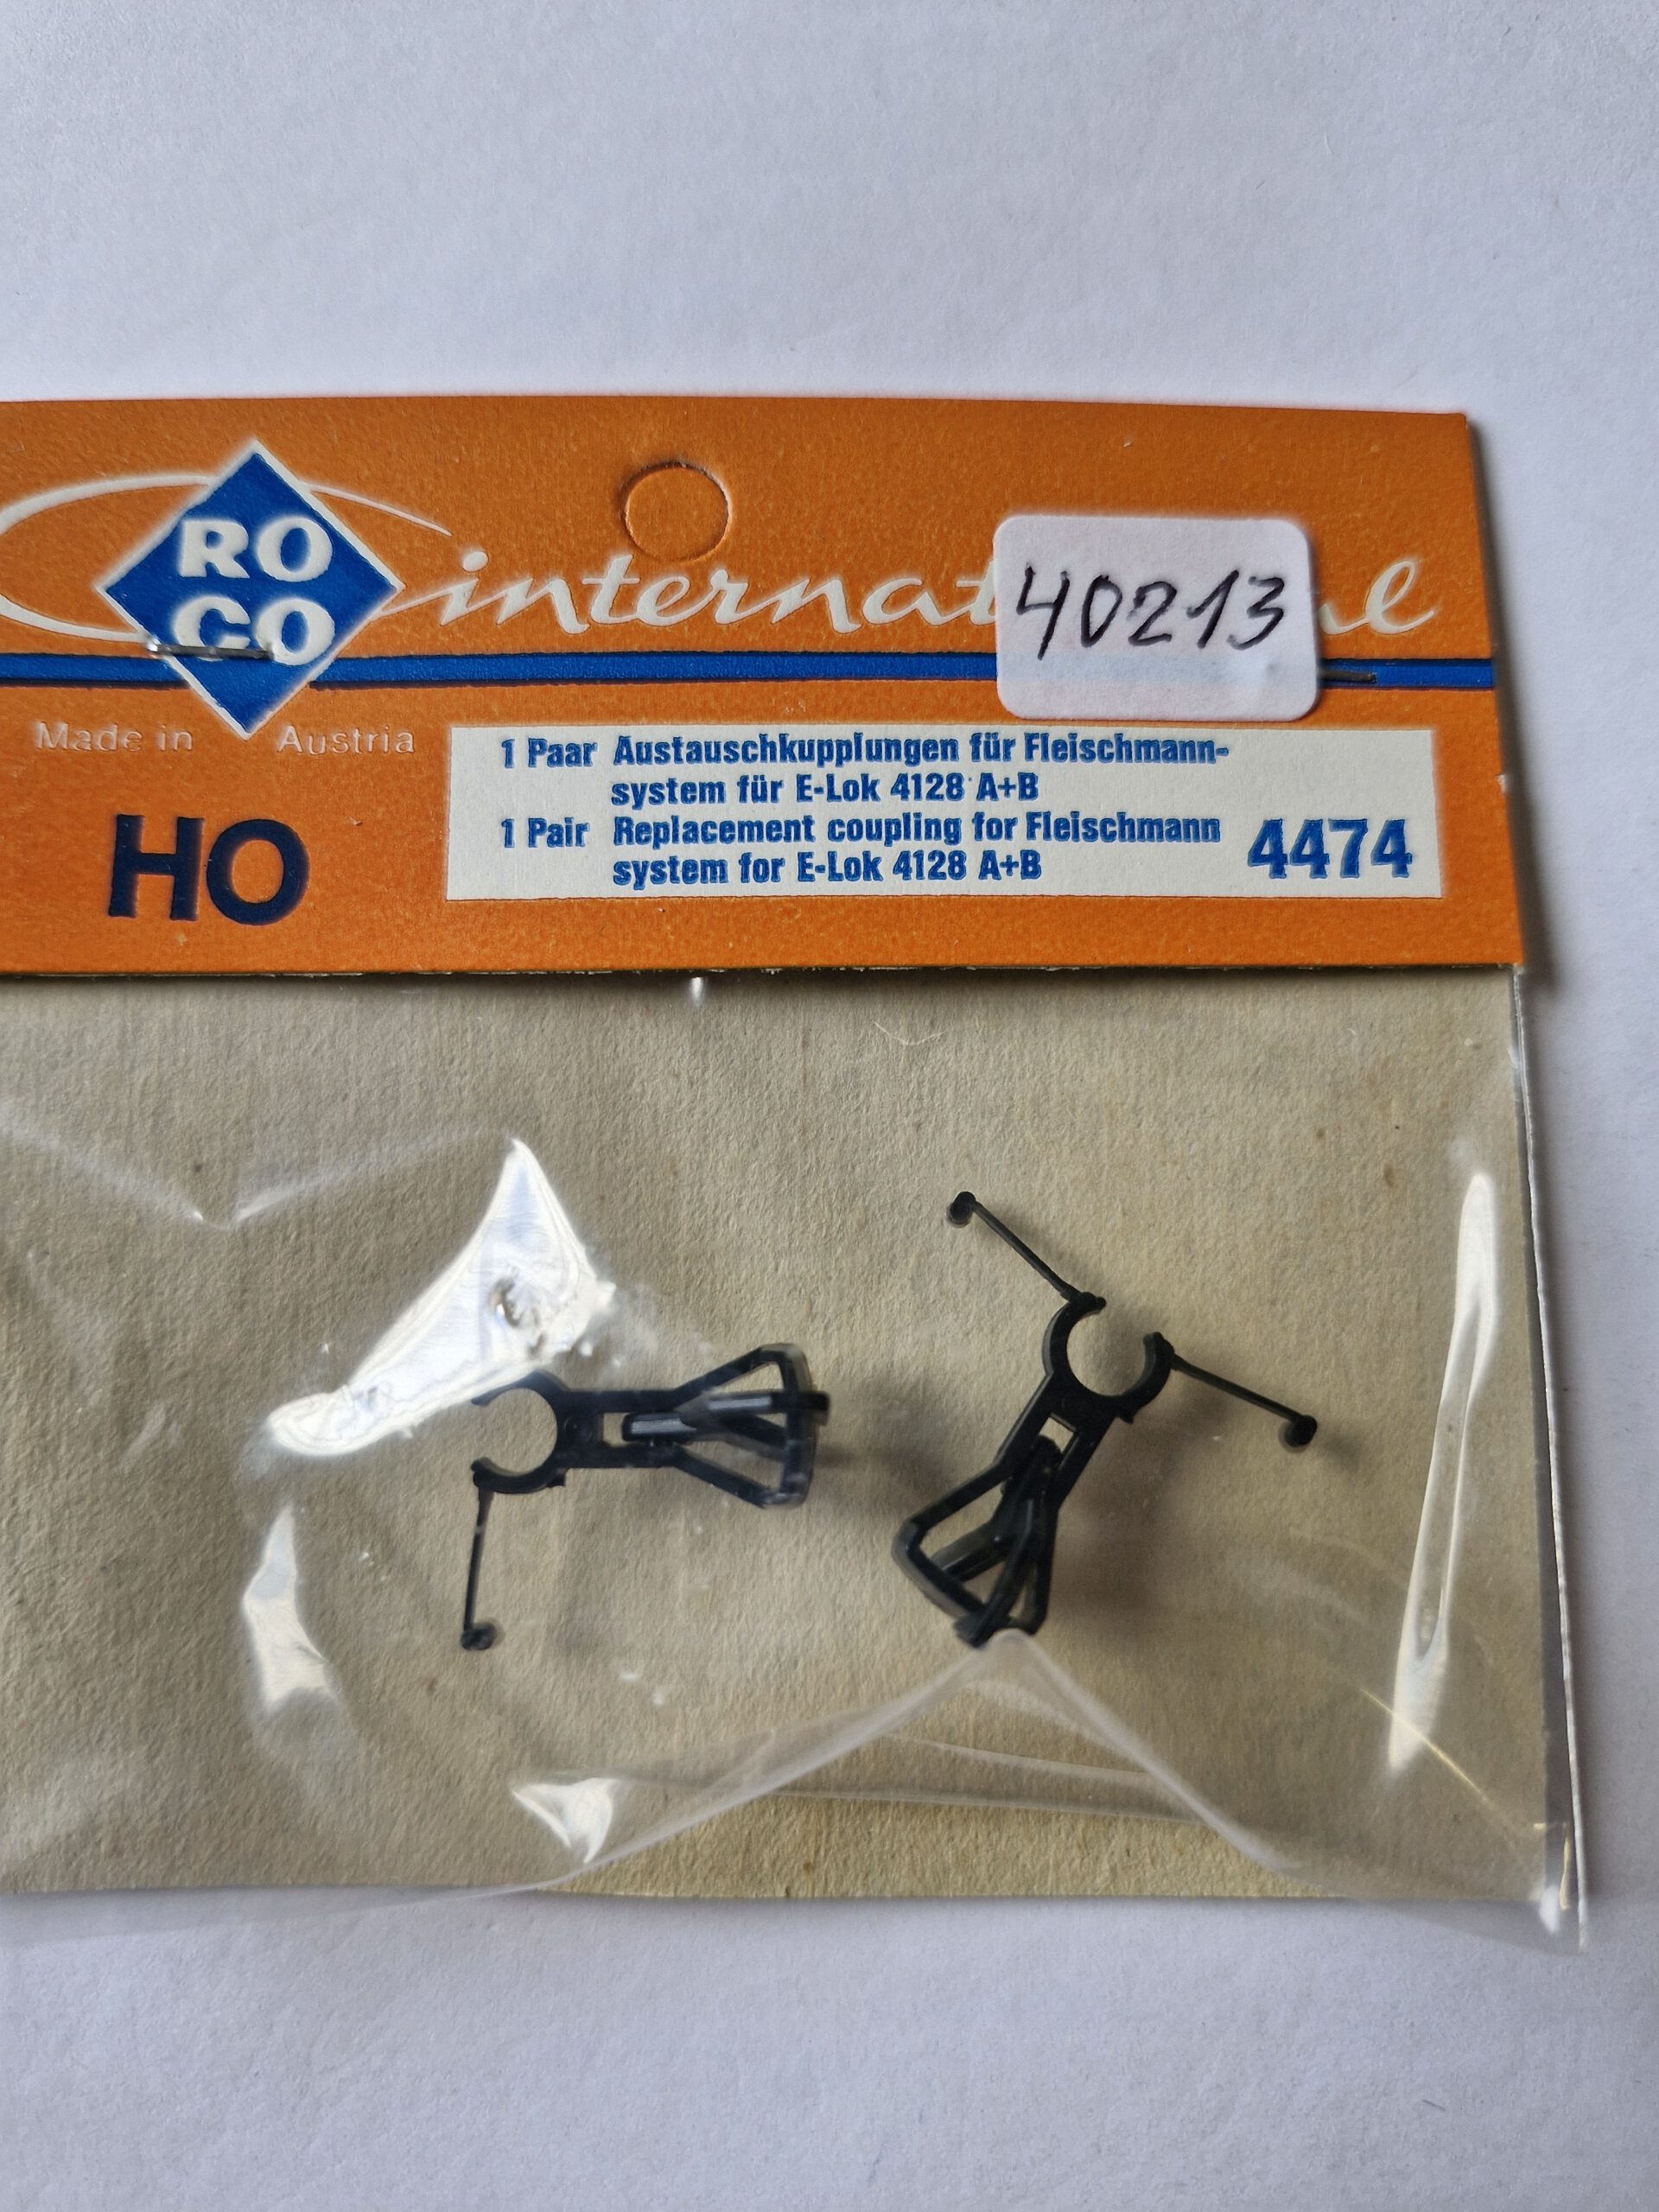 RO
CO
international
40213
Made in Austria
HO
1 Paar Austauschkupplungen für Fleischmann-
system für E-Lok 4128 A+B
1 Pair Replacement coupling for Fleischmann
system for E-Lok 4128 A+B
4474